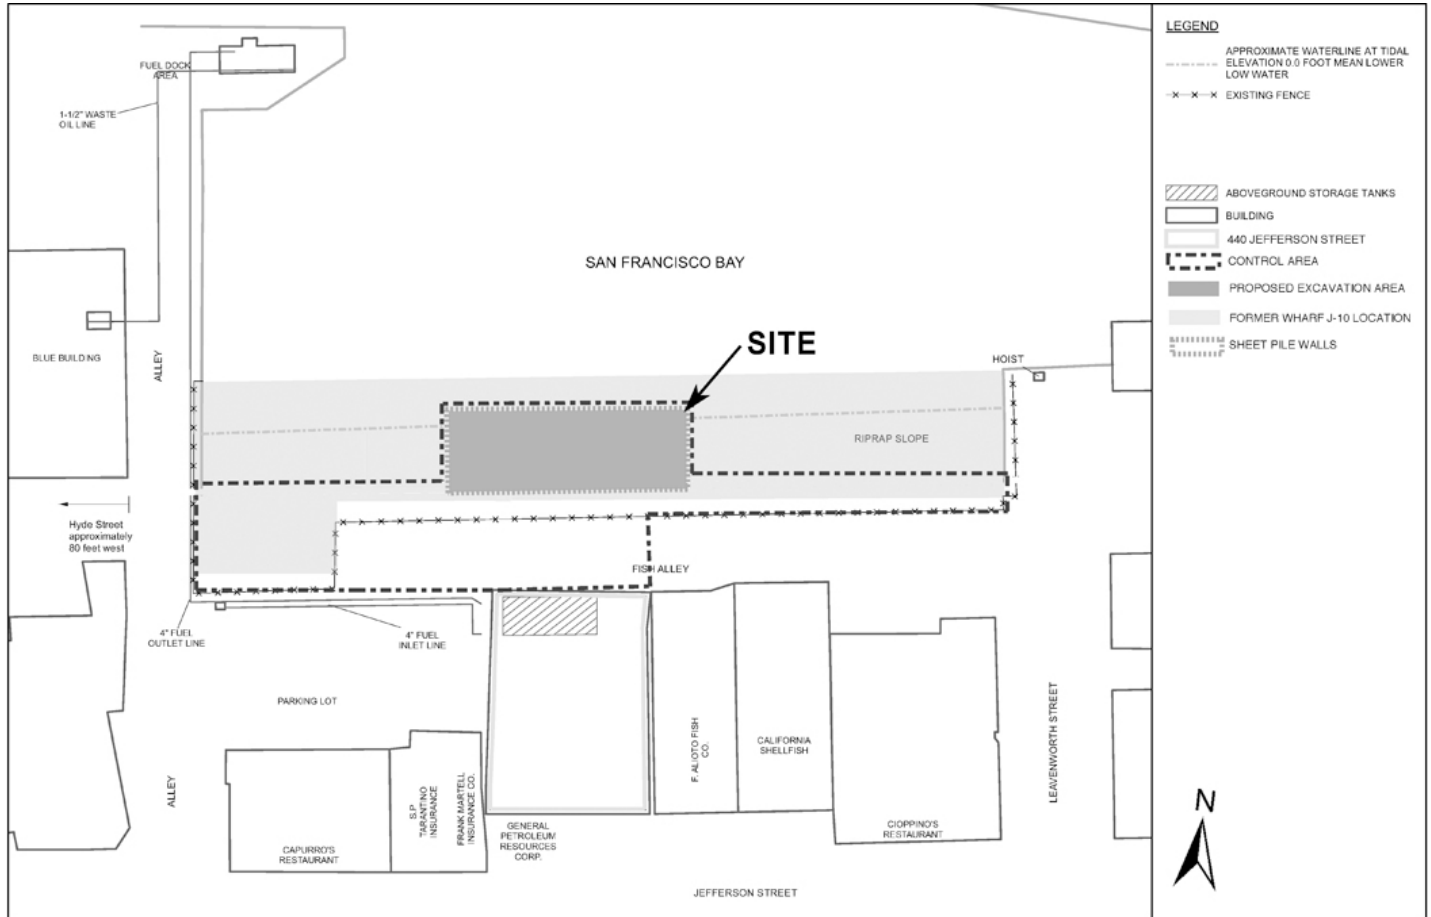 FUEL DOCK
AREA
1-1/2" WASTE
OIL LINE
SAN FRANCISCO BAY
SITE
BLUE BUILDING
ALLEY
HOIST
RIPRAP SLOPE
Hyde Street
approximately
80 feet west
FISH ALLEY
4" FUEL
OUTLET LINE
4" FUEL
INLET LINE
PARKING LOT
ALLEY
CAPURRO'S
RESTAURANT
S.P.
TARANTINO
INSURANCE
FRANK MARTELL
INSURANCE CO.
GENERAL
PETROLEUM
RESOURCES
CORP.
F. ALIOTO FISH
CO.
CALIFORNIA
SHELLFISH
CIOPPINO'S
RESTAURANT
LEAVENWORTH STREET
JEFFERSON STREET
LEGEND
APPROXIMATE WATERLINE AT TIDAL
ELEVATION 0.0 FOOT MEAN LOWER
LOW WATER
EXISTING FENCE
ABOVEGROUND STORAGE TANKS
BUILDING
440 JEFFERSON STREET
CONTROL AREA
PROPOSED EXCAVATION AREA
FORMER WHARF J-10 LOCATION
SHEET PILE WALLS
N